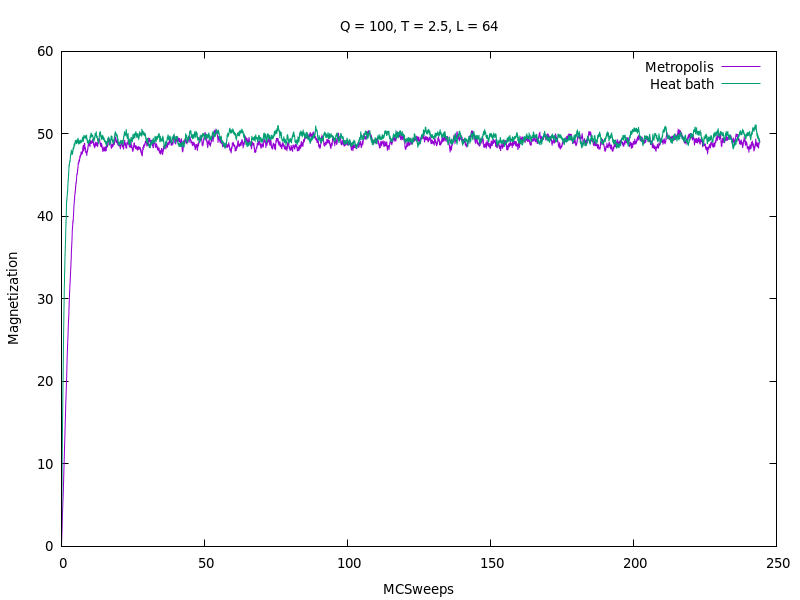 Q = 100, T = 2.5, L = 64
60
50
40
30
20
10
0
Magnetization
Metropolis
Heat bath
0 50 100 150 200 250
MCSweeps